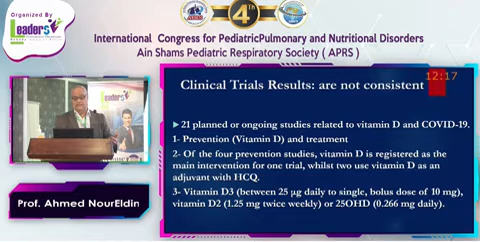 Organized By
Leaders
4TH
International Congress for PediatricPulmonary and Nutritional Disorders
Ain Shams Pediatric Respiratory Society ( APRS )
Clinical Trials Results: are not consistent
12:17
➤21 planned or ongoing studies related to vitamin D and COVID-19.
1- Prevention (Vitamin D) and treatment
2- Of the four prevention studies, vitamin D is registered as the
main intervention for one trial, whilst two use vitamin D as an
adjuvant with HCQ.
3- Vitamin D3 (between 25 µg daily to single, bolus dose of 10 mg),
vitamin D2 (1.25 mg twice weekly) or 25OHD (0.266 mg daily).
Leaders
Prof. Ahmed NourEldin